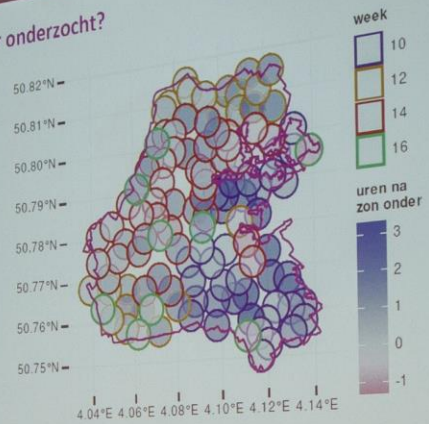 onderzocht?
week
10
12
14
16
50.82°N
50.81°N
50.80°N
50.79°N
50.78°N
50.77°N
50.76°N
50.75°N
4.04°E 4.06°E 4.08°E 4.10°E 4.12°E 4.14°E
uren na
zon onder
3
2
1
0
-1